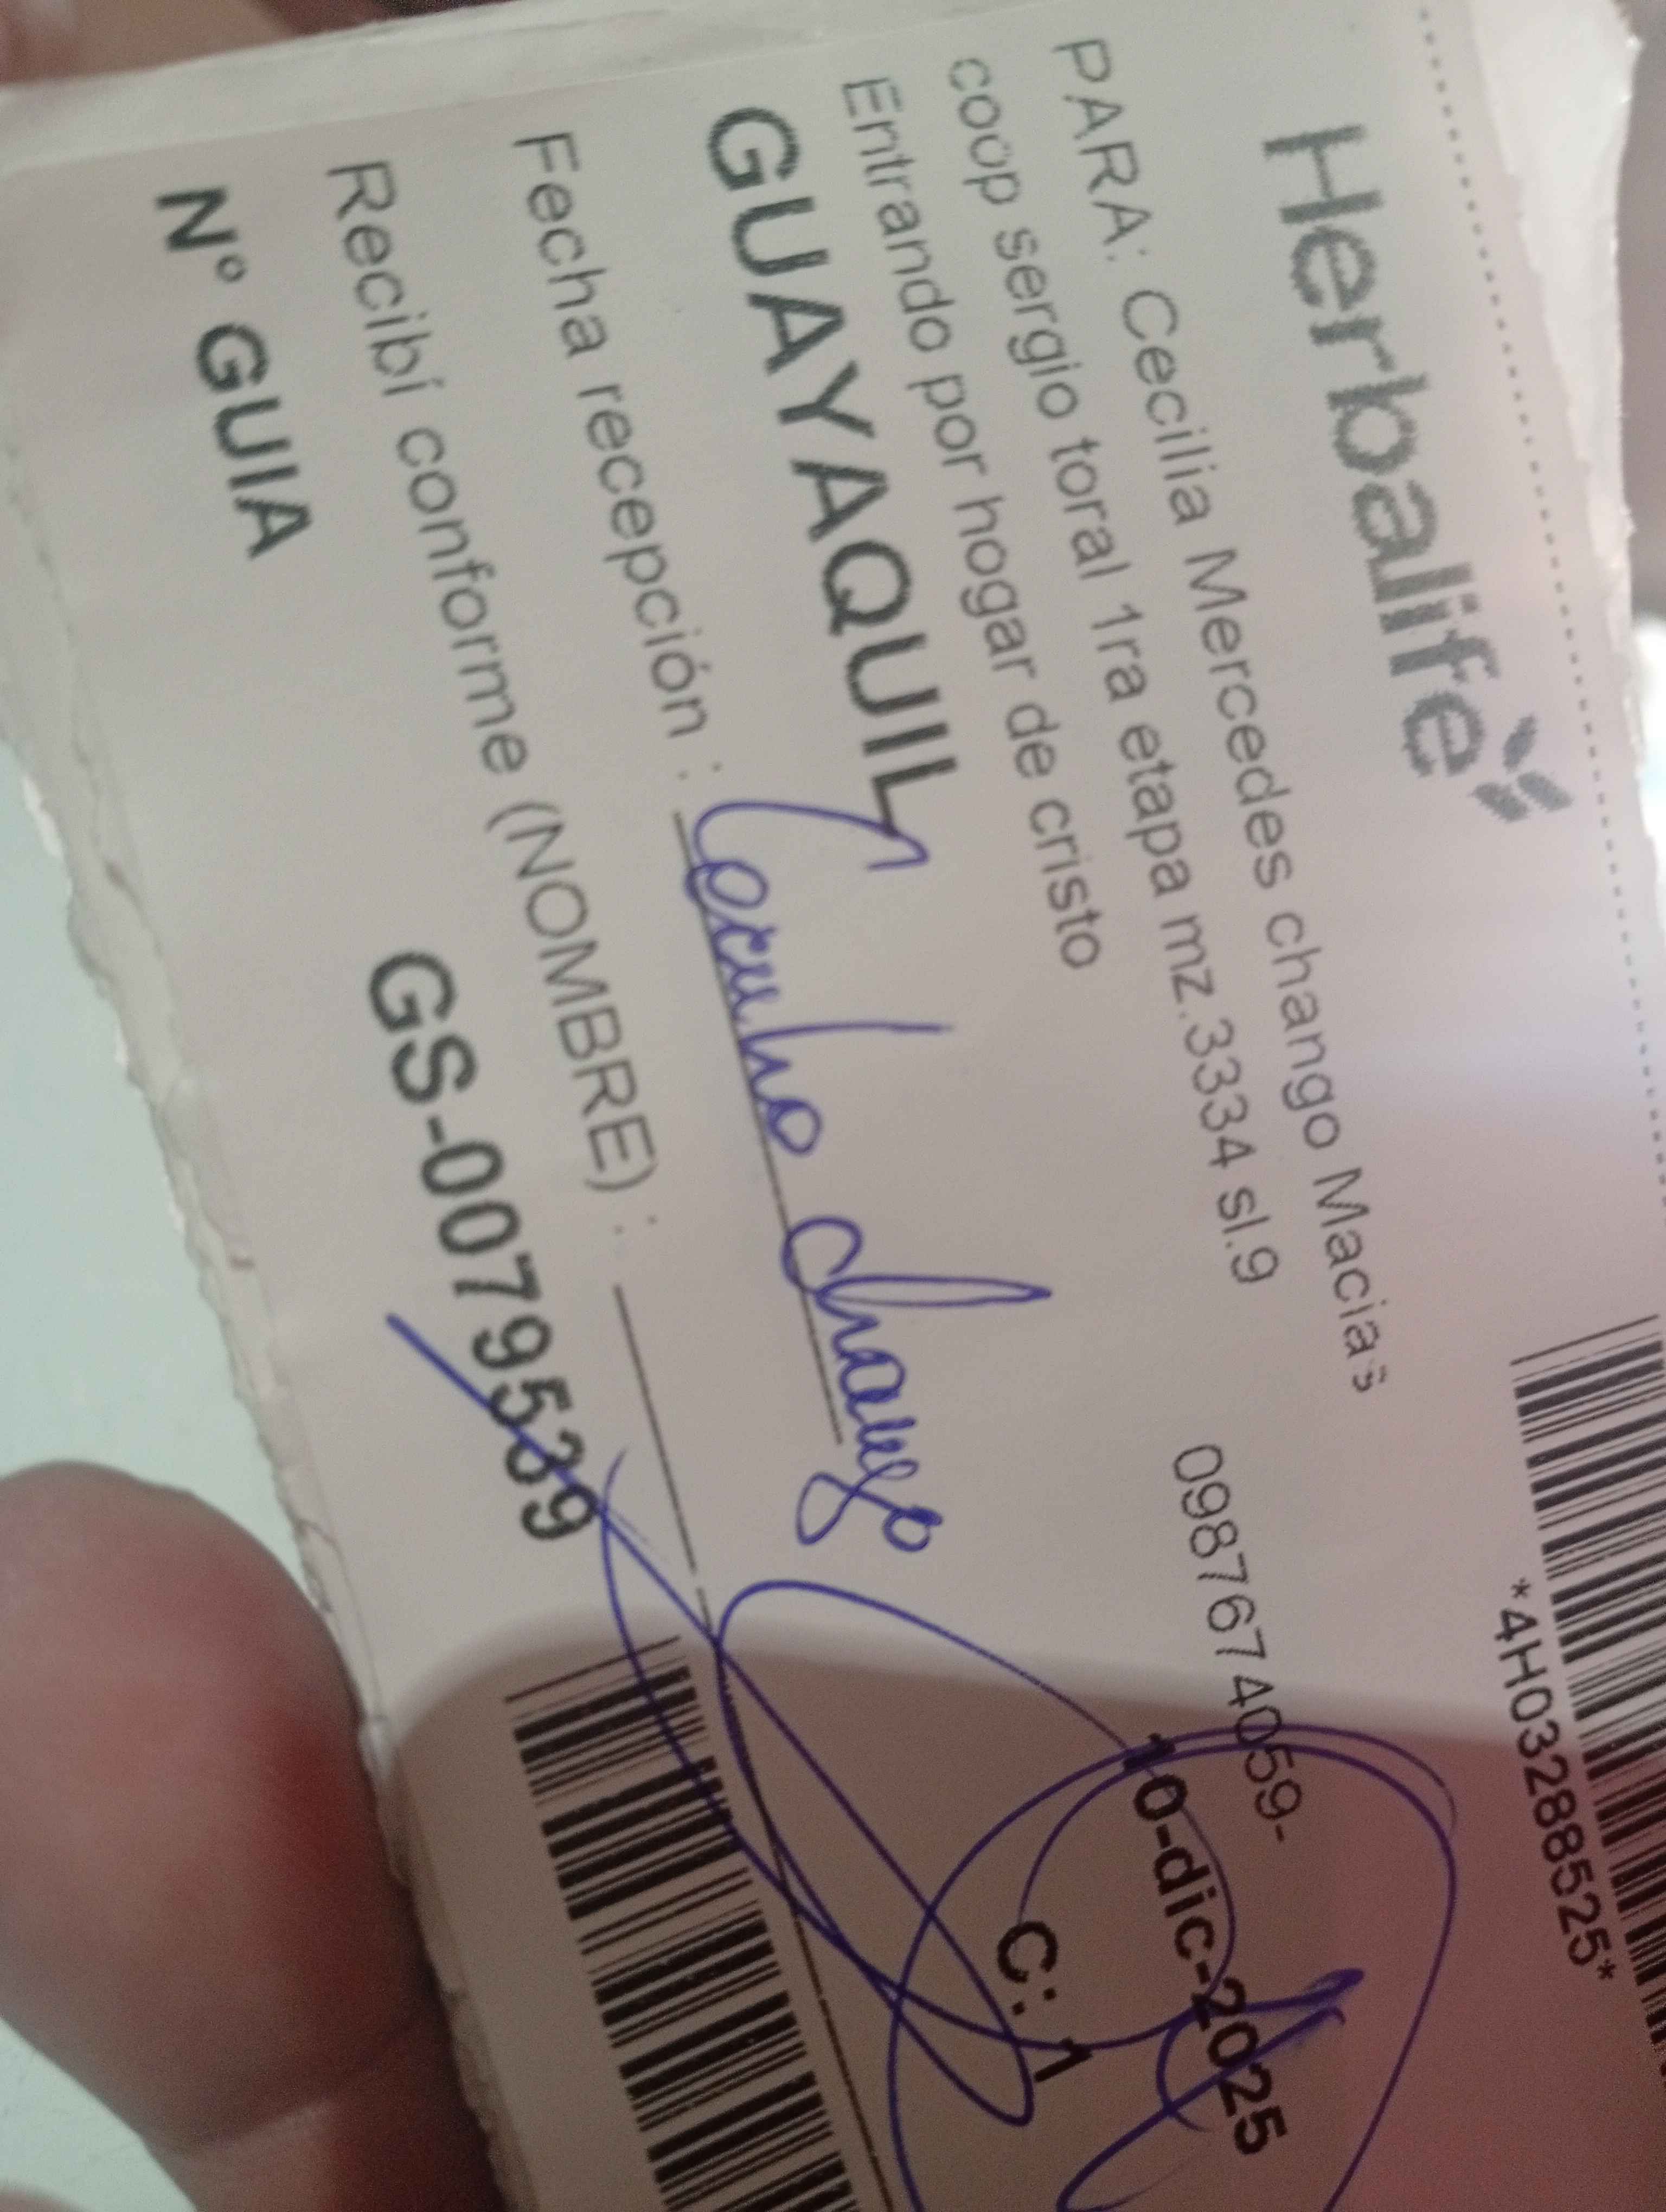 Herbalife
*4H03288525*
PARA: Cecilia Mercedes chango Macias
coop sergio toral 1ra etapa mz.3334 sl.9 0987674059-
Entrando por hogar de cristo
10-dic-2025
GUAYAQUIL C: 1
Fecha recepción : Cecilia chango
Recibí conforme (NOMBRE) :
N° GUIA GS-00795539